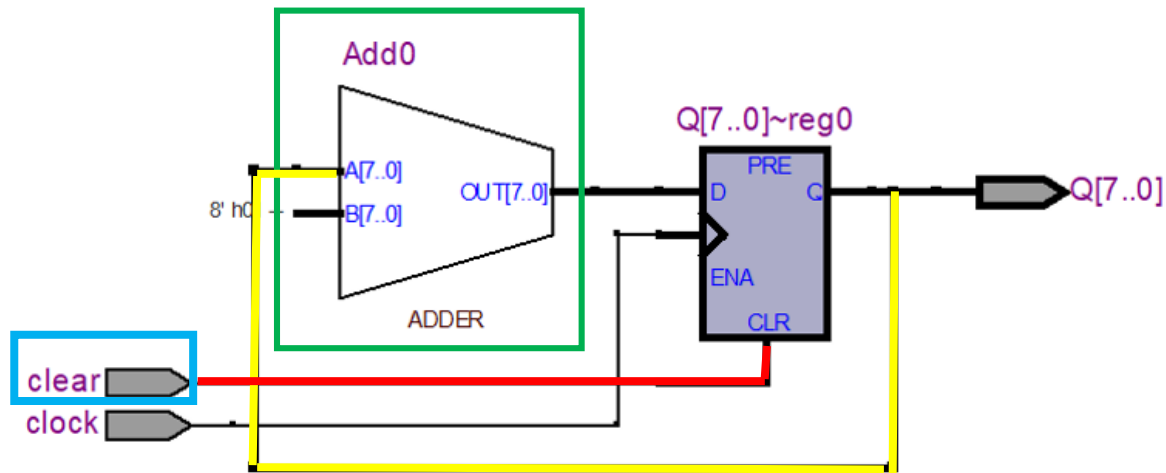 Add0
A[7..0]
B[7..0]
OUT[7..0]
8' h0
ADDER
Q[7..0]~reg0
PRE
D
Q
ENA
CLR
Q[7..0]
clear
clock